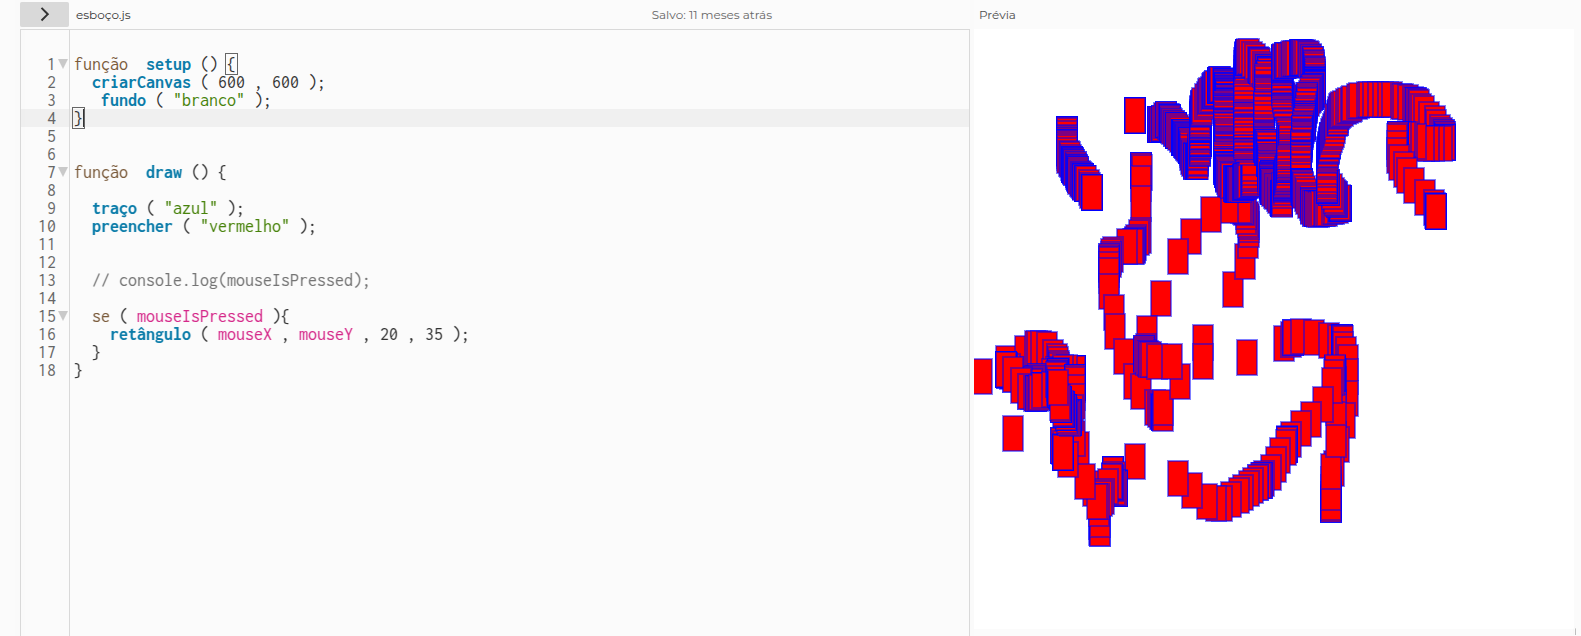 esboço.js
Salvo: 11 meses atrás
Prévia
1 função setup () {
2 criarCanvas ( 600 , 600 );
3 fundo ( "branco" );
4 }
5
6
7 função draw () {
8
9 traço ( "azul" );
10 preencher ( "vermelho" );
11
12
13 // console.log(mouseIsPressed);
14
15 se ( mouseIsPressed ){
16 retângulo ( mouseX , mouseY , 20 , 35 );
17 }
18 }